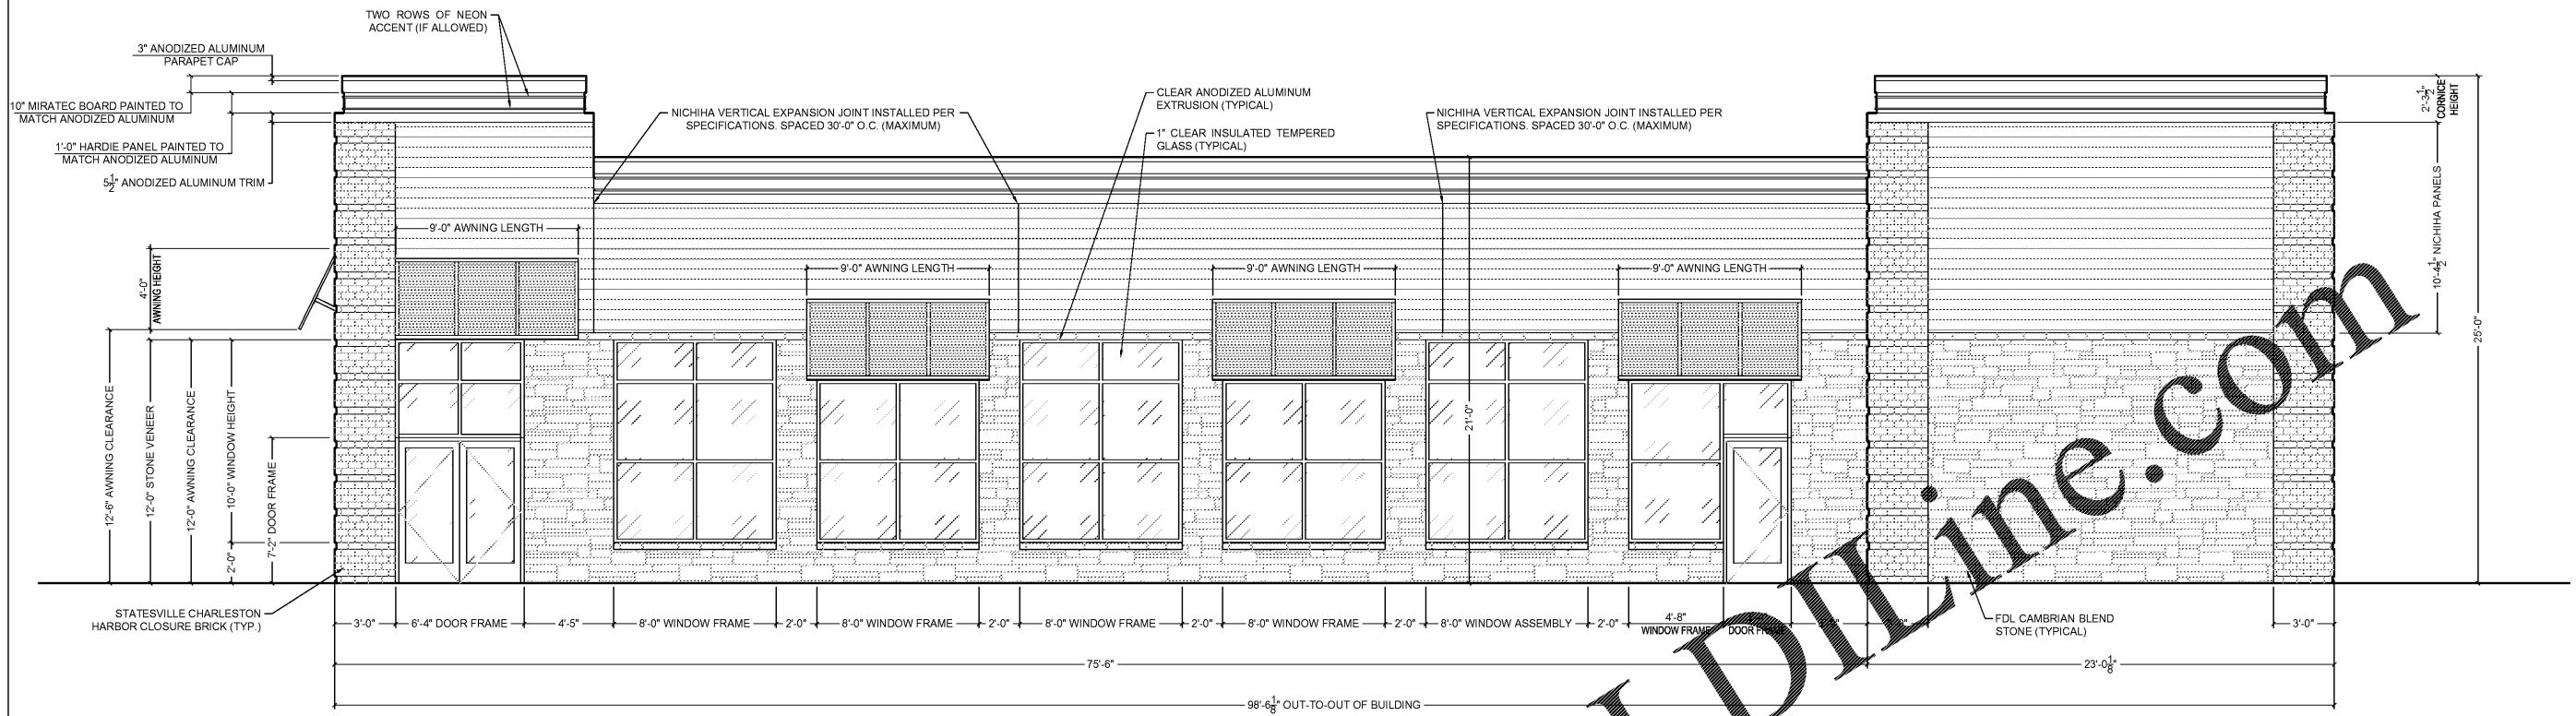 TWO ROWS OF NEON
ACCENT (IF ALLOWED)
3" ANODIZED ALUMINUM
PARAPET CAP
10" MIRATEC BOARD PAINTED TO
MATCH ANODIZED ALUMINUM
1'-0" HARDIE PANEL PAINTED TO
MATCH ANODIZED ALUMINUM
5 1/2" ANODIZED ALUMINUM TRIM
NICHIHA VERTICAL EXPANSION JOINT INSTALLED PER
SPECIFICATIONS. SPACED 30'-0" O.C. (MAXIMUM)
CLEAR ANODIZED ALUMINUM
EXTRUSION (TYPICAL)
1" CLEAR INSULATED TEMPERED
GLASS (TYPICAL)
NICHIHA VERTICAL EXPANSION JOINT INSTALLED PER
SPECIFICATIONS. SPACED 30'-0" O.C. (MAXIMUM)
2'-3 1/2"
CORNICE
HEIGHT
10'-4 1/2" NICHIHA PANELS
25'-0"
9'-0" AWNING LENGTH
9'-0" AWNING LENGTH
9'-0" AWNING LENGTH
9'-0" AWNING LENGTH
4'-0"
AWNING HEIGHT
12'-6" AWNING CLEARANCE
12'-0" STONE VENEER
12'-0" AWNING CLEARANCE
10'-0" WINDOW HEIGHT
2'-0"
7'-2" DOOR FRAME
21'-0"
STATESVILLE CHARLESTON
HARBOR CLOSURE BRICK (TYP.)
FDL CAMBRIAN BLEND
STONE (TYPICAL)
3'-0"
6'-4" DOOR FRAME
4'-5"
8'-0" WINDOW FRAME
2'-0"
8'-0" WINDOW FRAME
2'-0"
8'-0" WINDOW FRAME
2'-0"
8'-0" WINDOW FRAME
2'-0"
8'-0" WINDOW ASSEMBLY
2'-0"
4'-8"
WINDOW FRAME
DOOR FRAME
3'-0"
75'-6"
23'-0 1/8"
98'-6 1/8" OUT-TO-OUT OF BUILDING
DILine.com